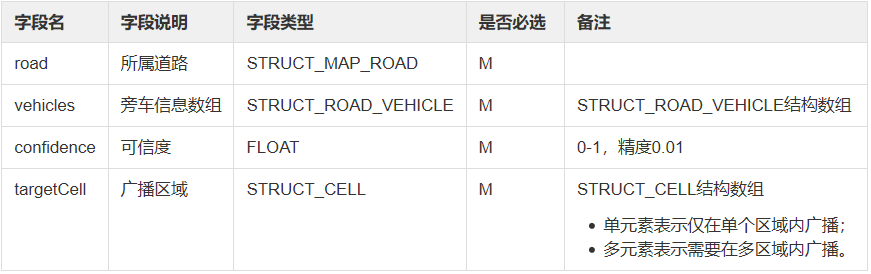 字段名 字段说明 字段类型 是否必选 备注
road 所属道路 STRUCT_MAP_ROAD M
vehicles 旁车信息数组 STRUCT_ROAD_VEHICLE M STRUCT_ROAD_VEHICLE结构数组
confidence 可信度 FLOAT M 0-1，精度0.01
targetCell 广播区域 STRUCT_CELL M STRUCT_CELL结构数组
• 单元素表示仅在单个区域内广播；
• 多元素表示需要在多区域内广播。